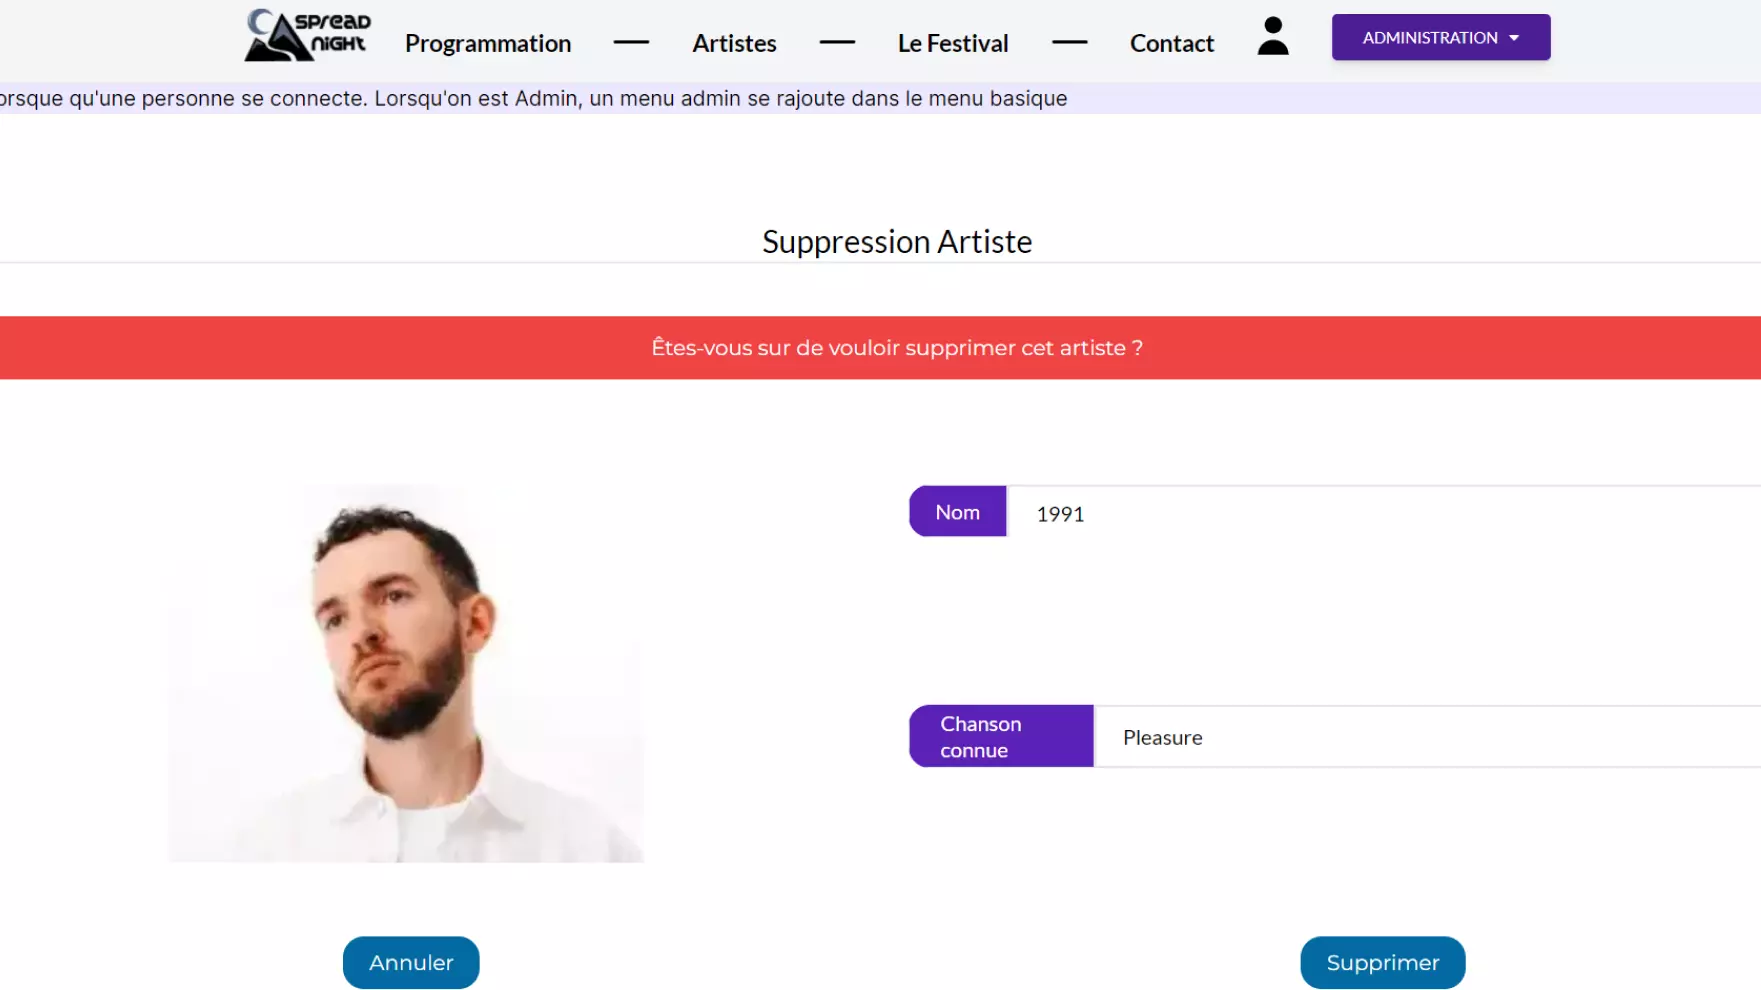 SPREAD
NIGHT
Programmation
Artistes
Le Festival
Contact
ADMINISTRATION
orsque qu'une personne se connecte. Lorsqu'on est Admin, un menu admin se rajoute dans le menu basique
Suppression Artiste
Êtes-vous sur de vouloir supprimer cet artiste ?
Nom
1991
Chanson
connue
Pleasure
Annuler
Supprimer